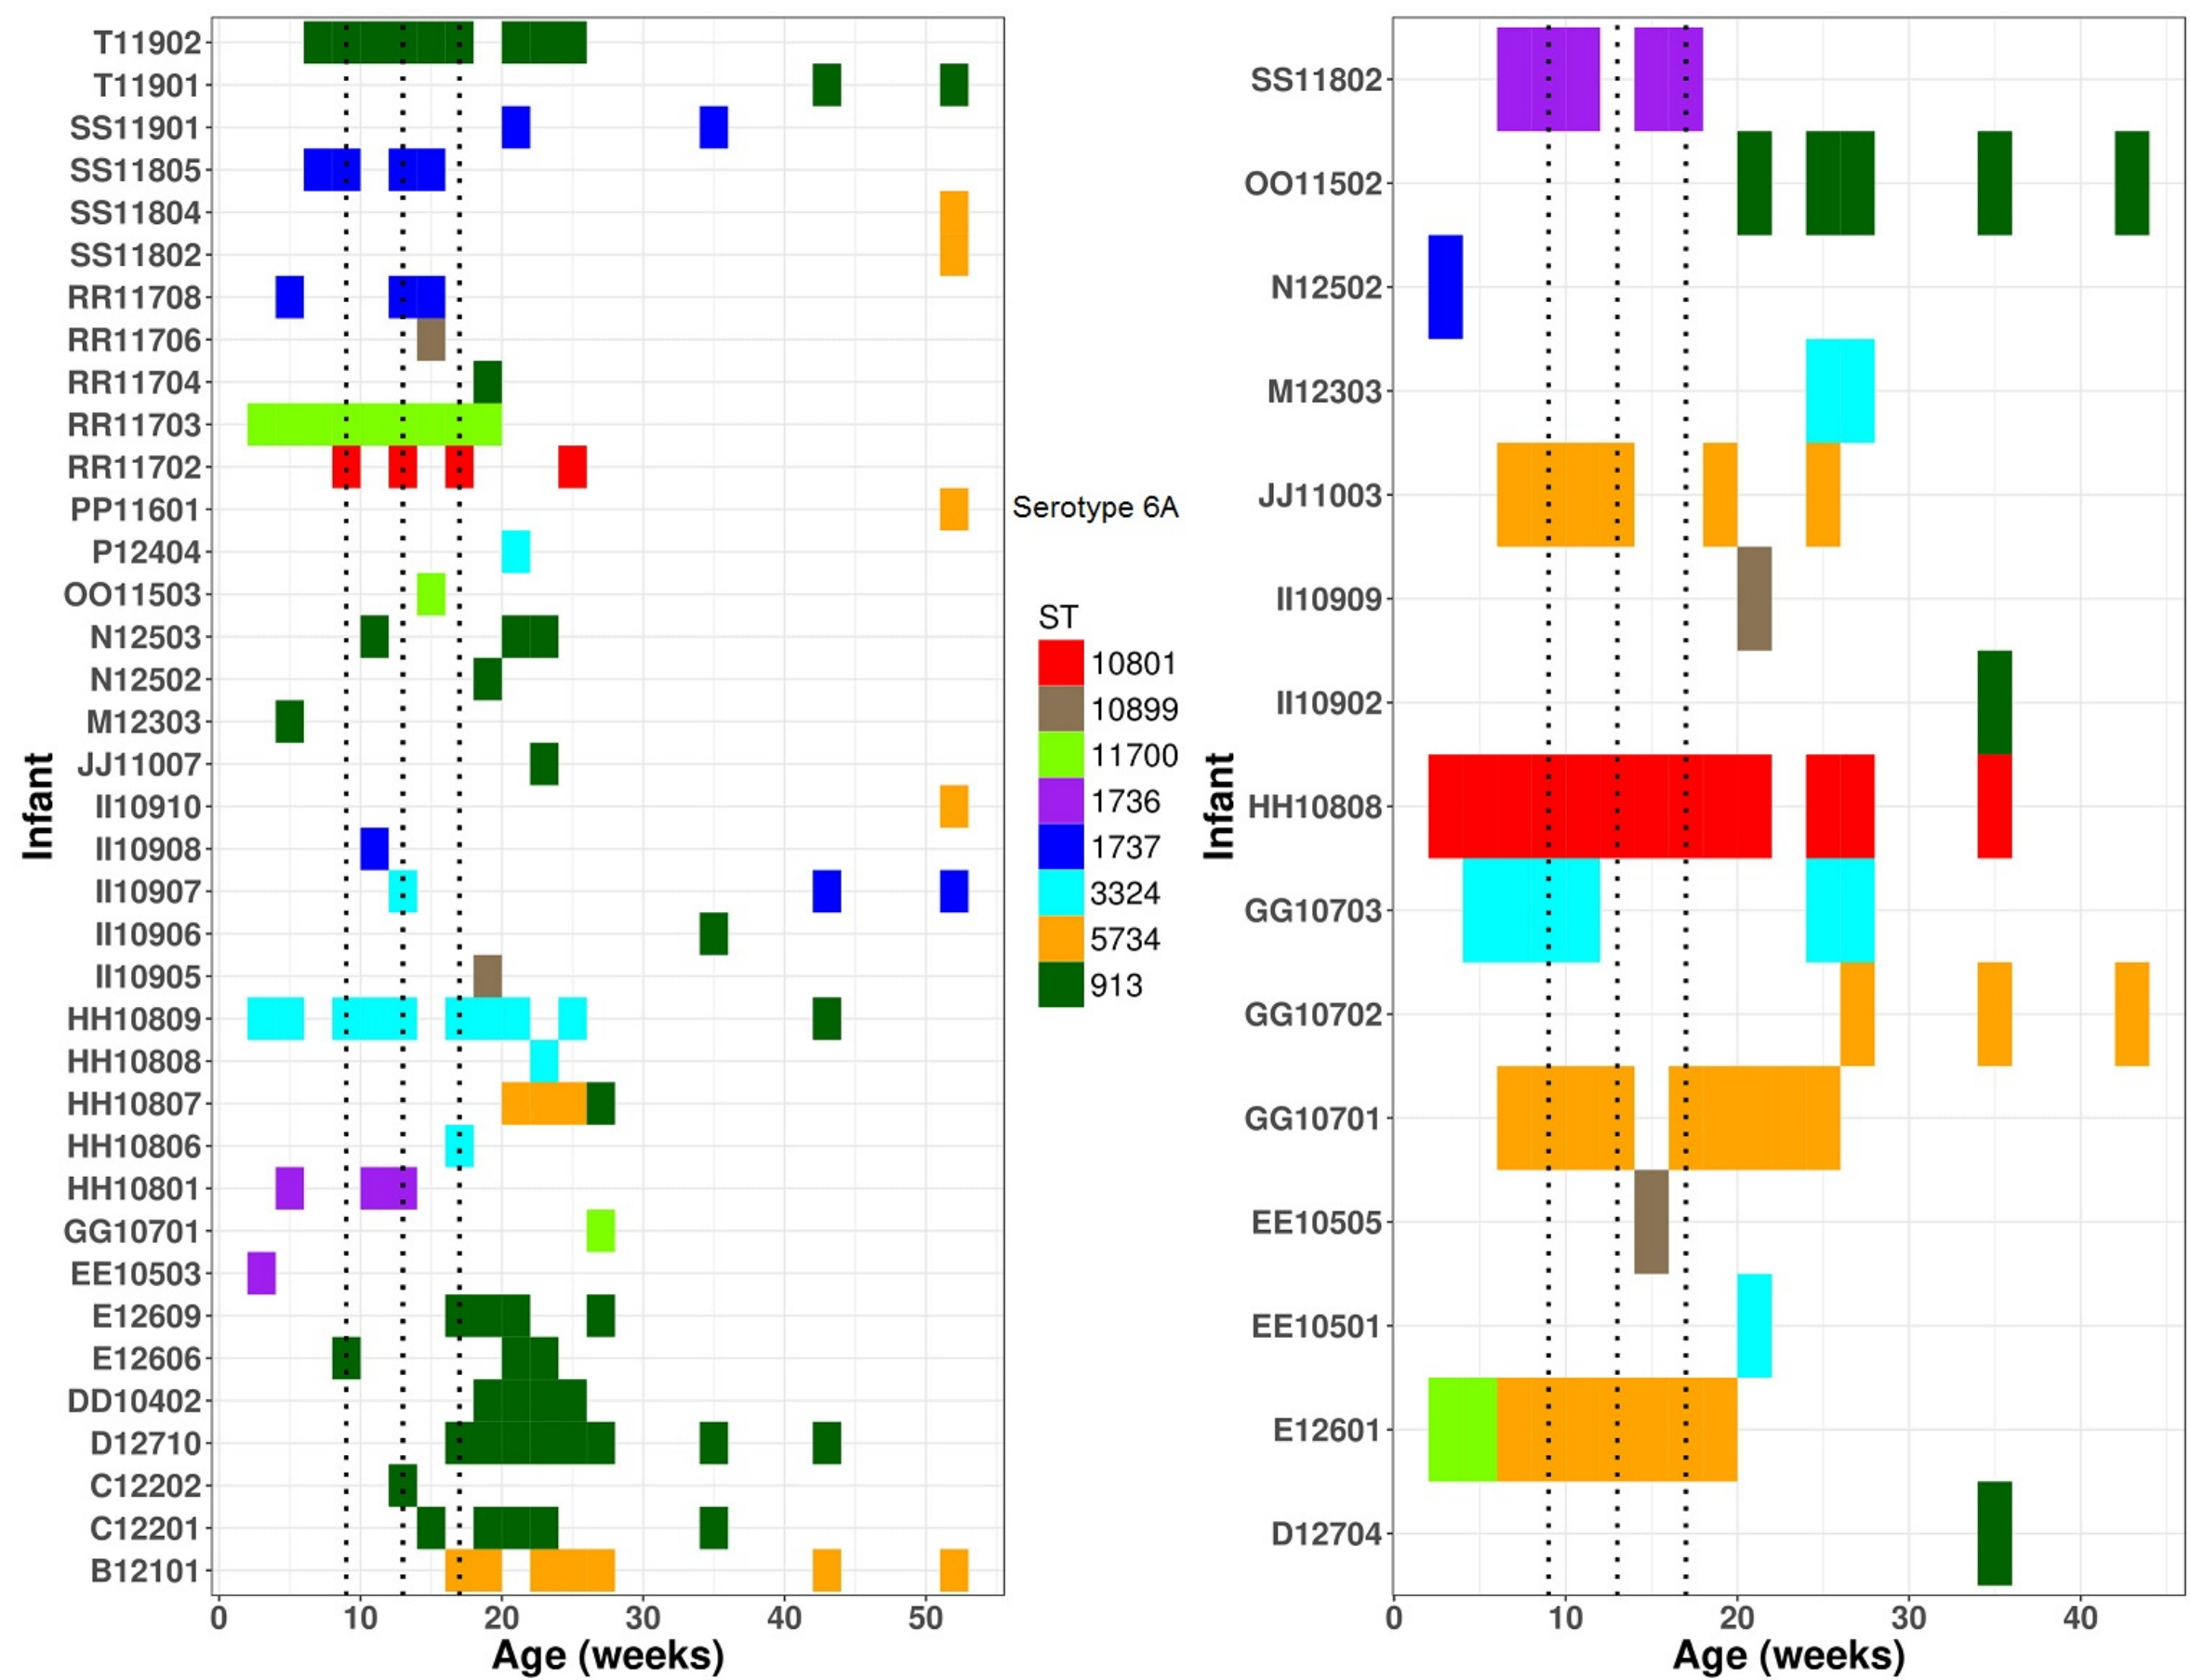 T11902
T11901
SS11901
SS11805
SS11804
SS11802
RR11708
RR11706
RR11704
RR11703
RR11702
PP11601
P12404
OO11503
N12503
N12502
M12303
JJ11007
II10910
II10908
II10907
II10906
II10905
HH10809
HH10808
HH10807
HH10806
HH10801
GG10701
EE10503
E12609
E12606
DD10402
D12710
C12202
C12201
B12101
Infant
0 10 20 30 40 50
Age (weeks)
Serotype 6A
ST
10801
10899
11700
1736
1737
3324
5734
913
SS11802
OO11502
N12502
M12303
JJ11003
II10909
II10902
HH10808
GG10703
GG10702
GG10701
EE10505
EE10501
E12601
D12704
Infant
0 10 20 30 40
Age (weeks)